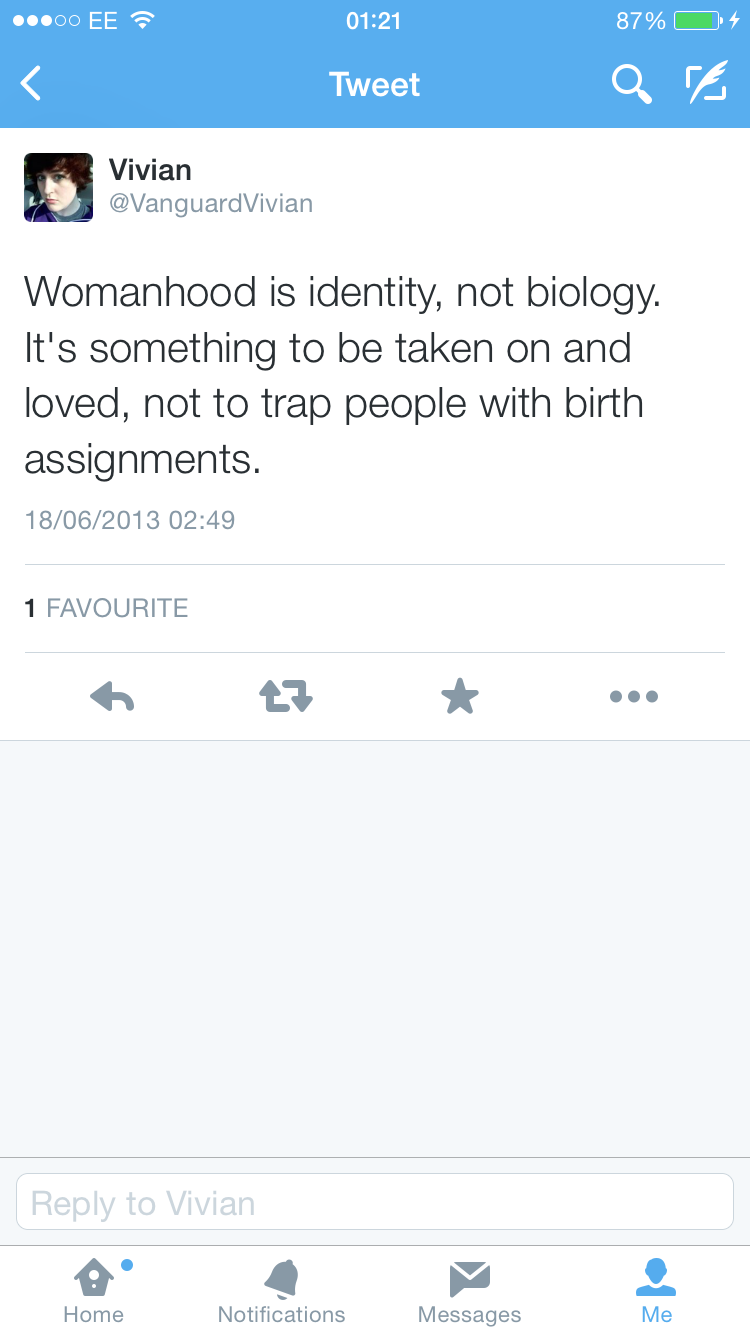 EE 01:21 87%
Tweet
Vivian
@VanguardVivian
Womanhood is identity, not biology.
It's something to be taken on and
loved, not to trap people with birth
assignments.
18/06/2013 02:49
1 FAVOURITE
Reply to Vivian
Home Notifications Messages Me